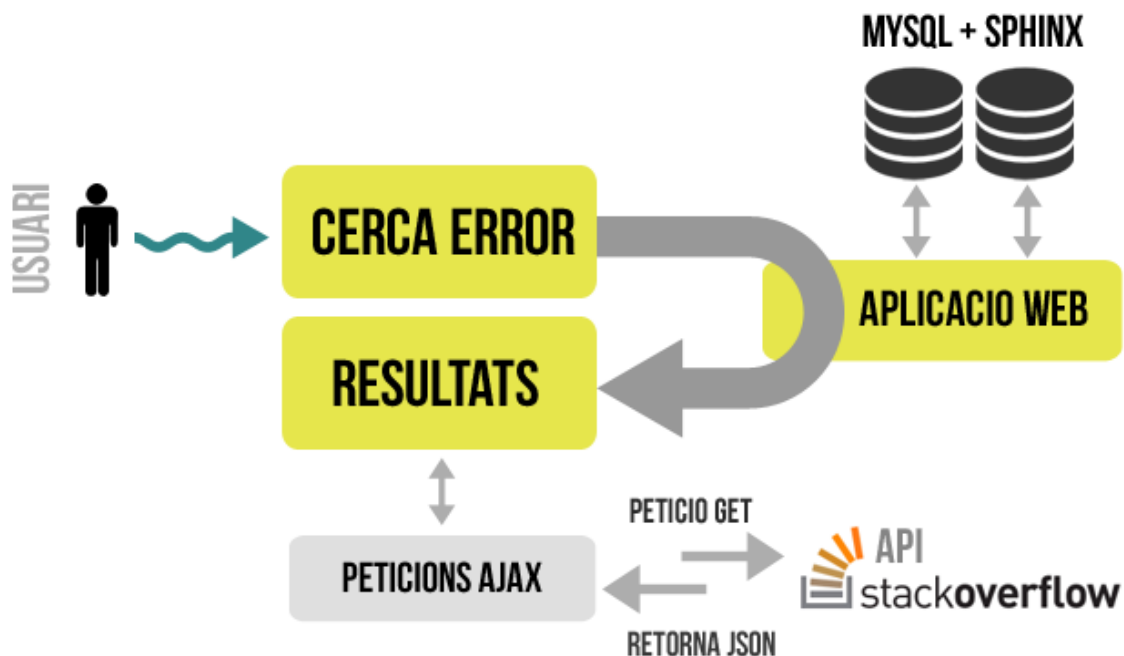 MYSQL + SPHINX
USUARI
CERCA ERROR
APLICACIO WEB
RESULTATS
PETICIO GET
PETICIONS AJAX
API
stackoverflow
RETORNA JSON